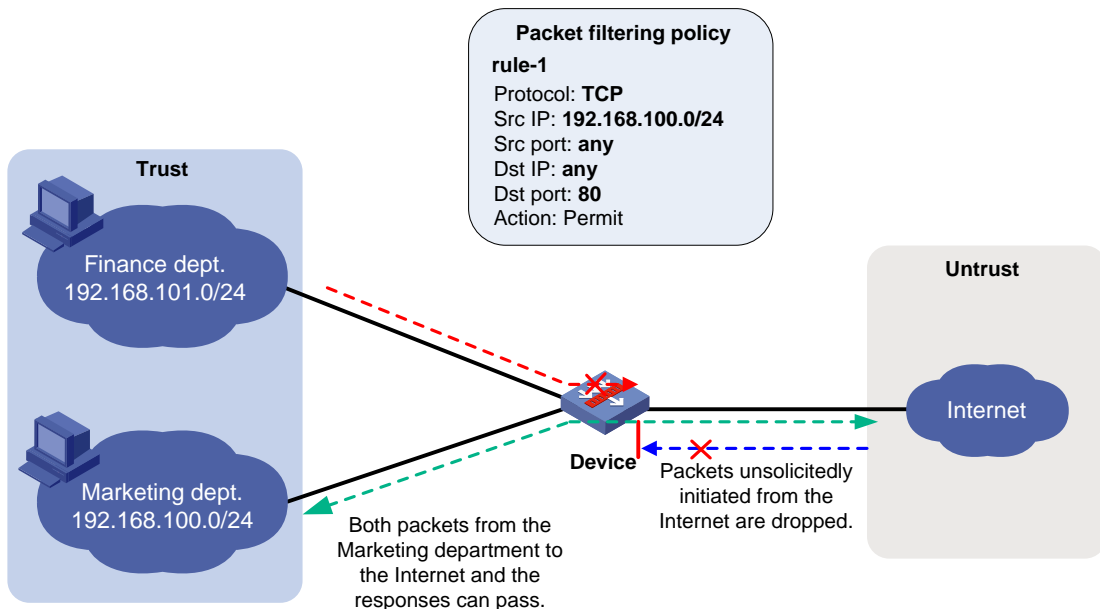 Packet filtering policy
rule-1
Protocol: TCP
Src IP: 192.168.100.0/24
Src port: any
Dst IP: any
Dst port: 80
Action: Permit
Trust
Finance dept.
192.168.101.0/24
Untrust
Internet
Device
Marketing dept.
192.168.100.0/24
Both packets from the
Marketing department to
the Internet and the
responses can pass.
Packets unsolicitedly
initiated from the
Internet are dropped.